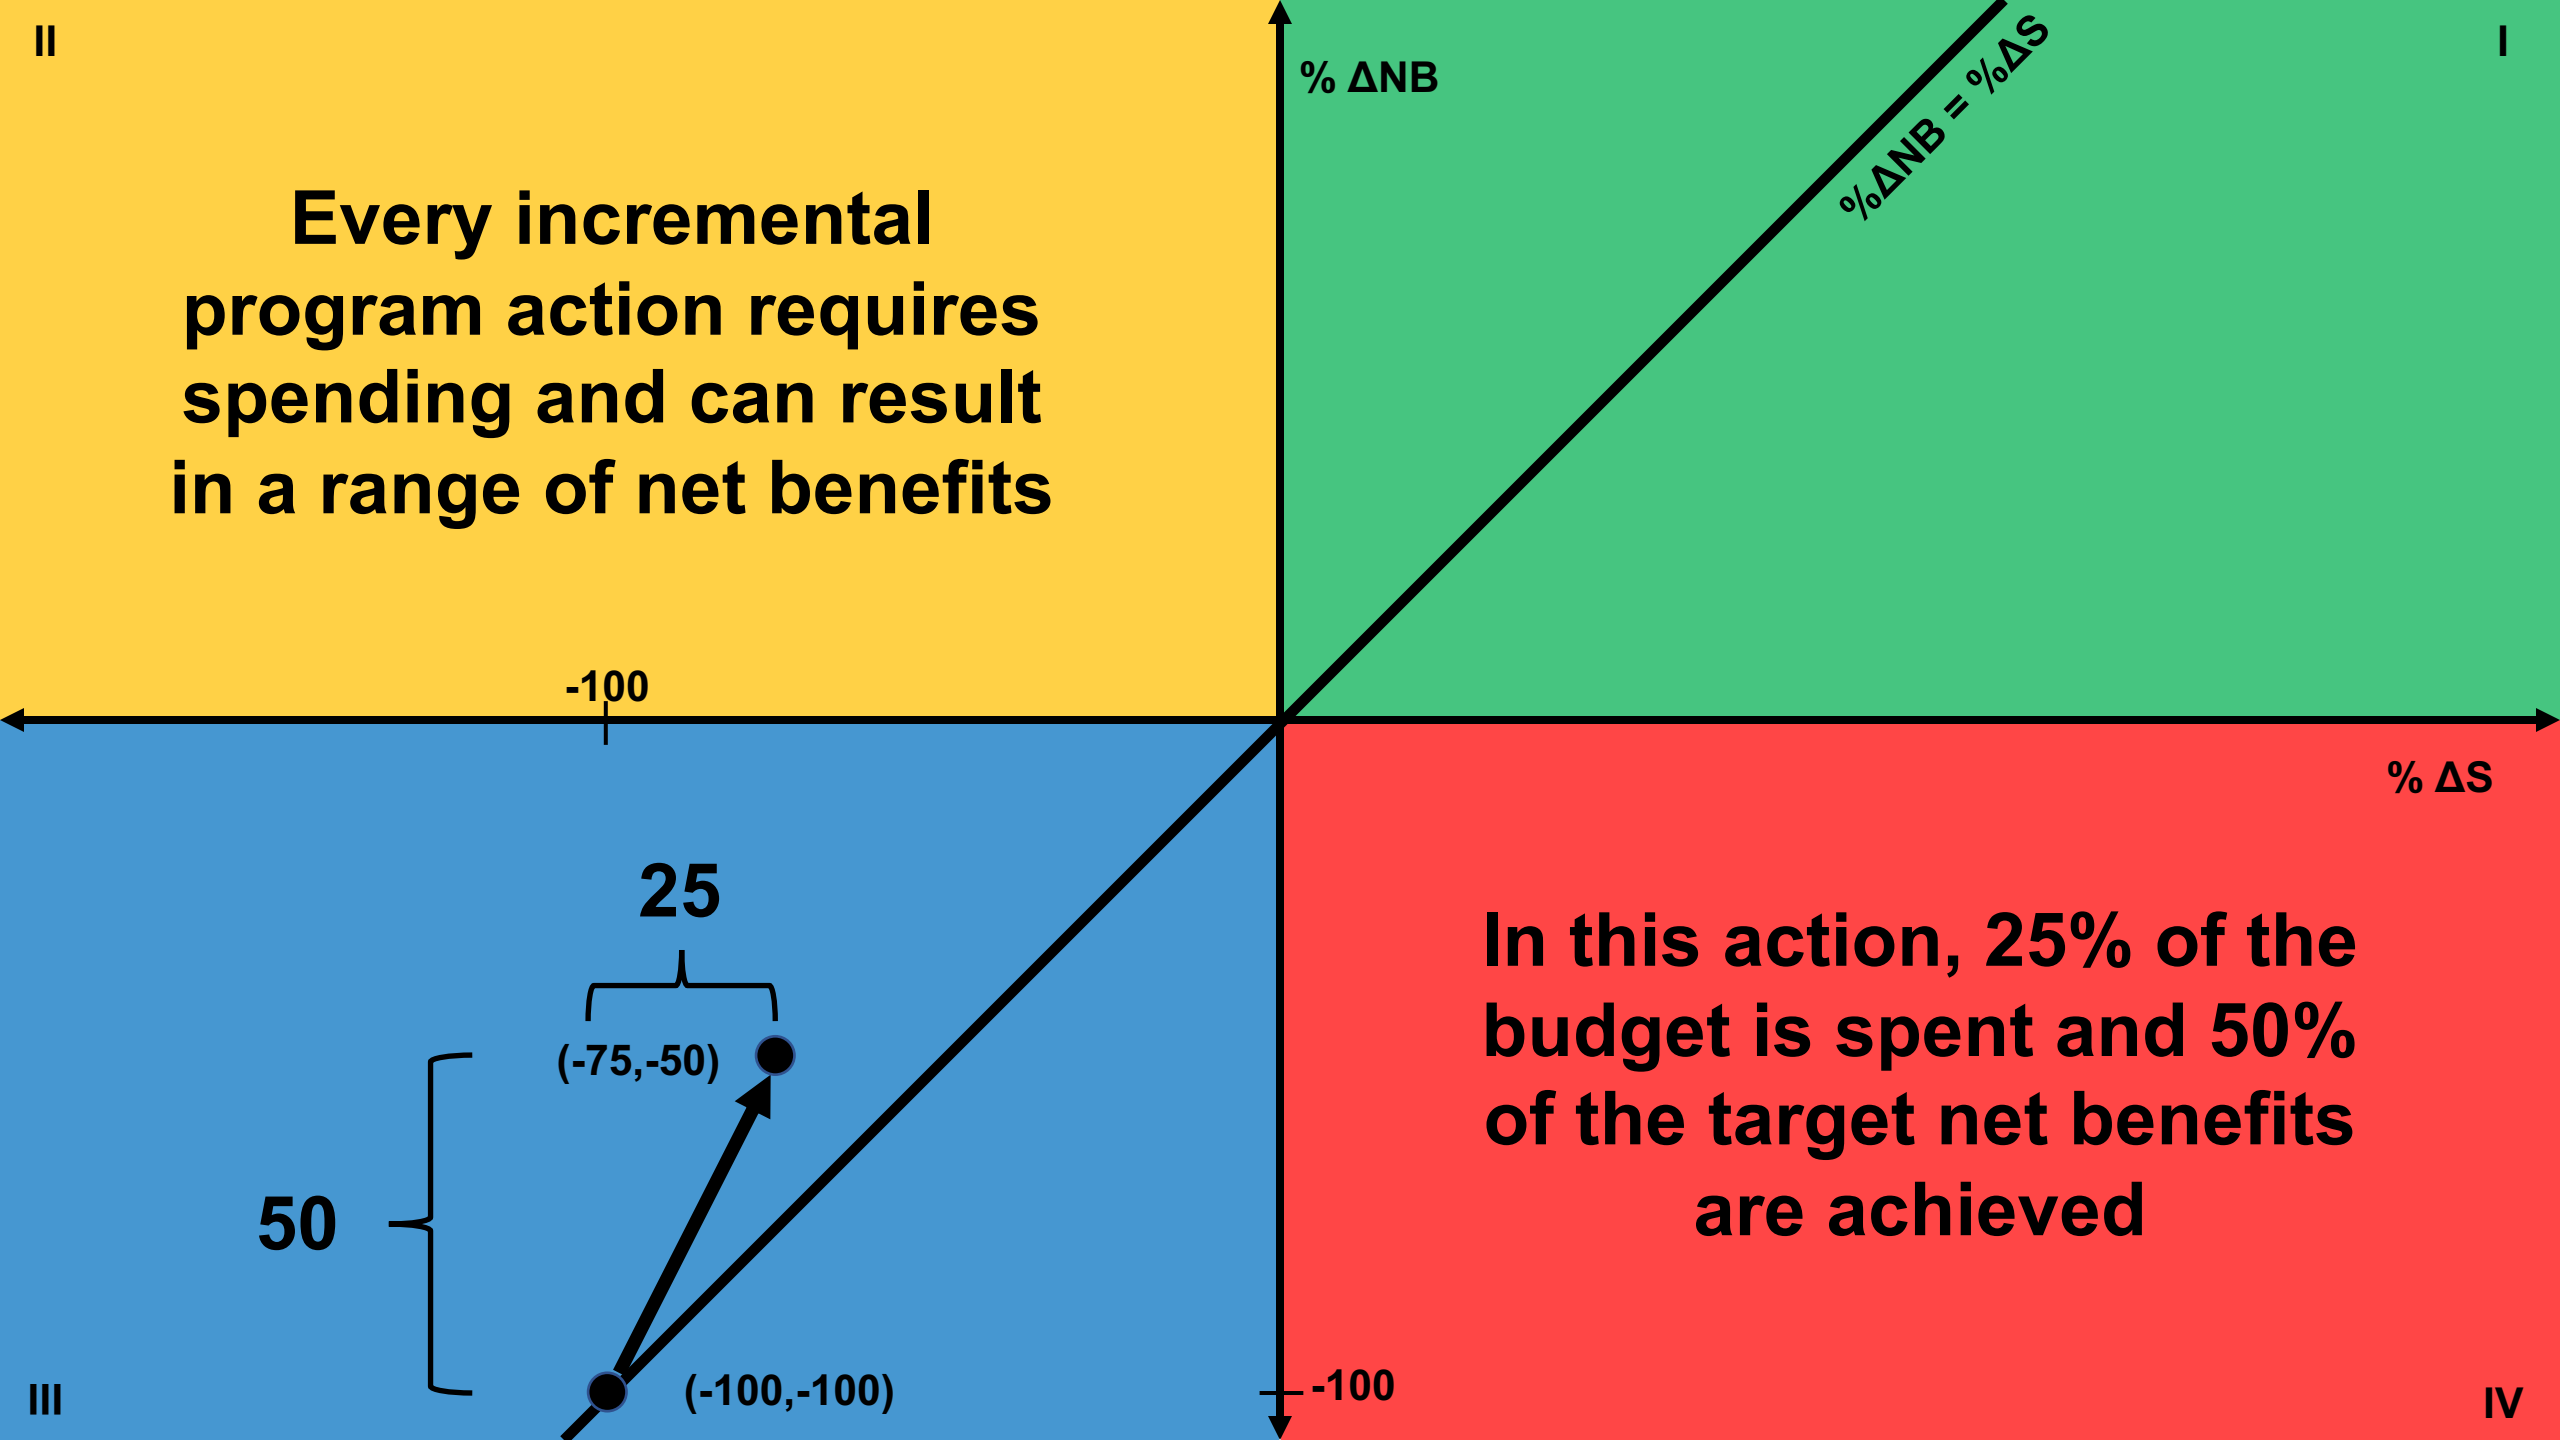 II
I
% ΔNB
%ΔNB = %ΔS
Every incremental
program action requires
spending and can result
in a range of net benefits
-100
% ΔS
25
(-75,-50)
50
(-100,-100)
In this action, 25% of the
budget is spent and 50%
of the target net benefits
are achieved
-100
III
IV